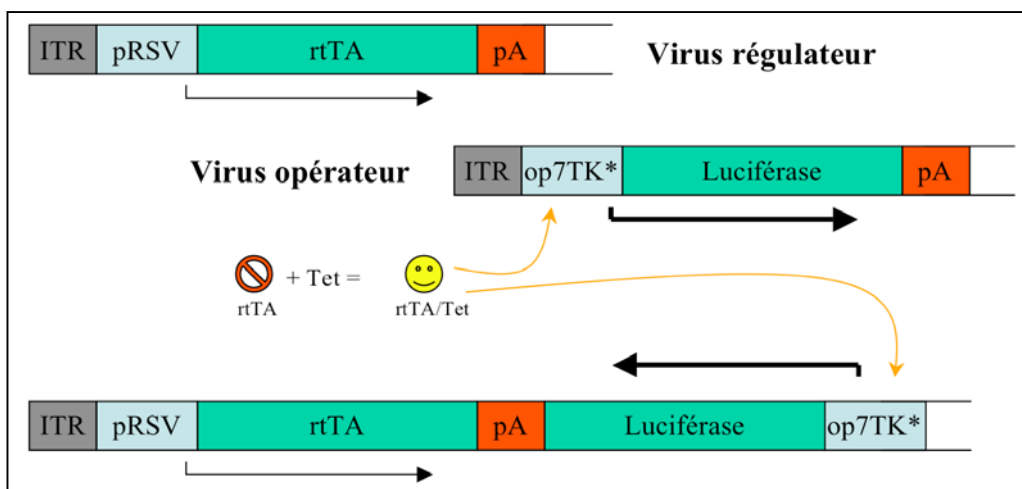 ITR pRSV rtTA pA Virus régulateur
Virus opérateur ITR op7TK* Luciférase pA
+ Tet =
rtTA rtTA/Tet
ITR pRSV rtTA pA Luciférase op7TK*